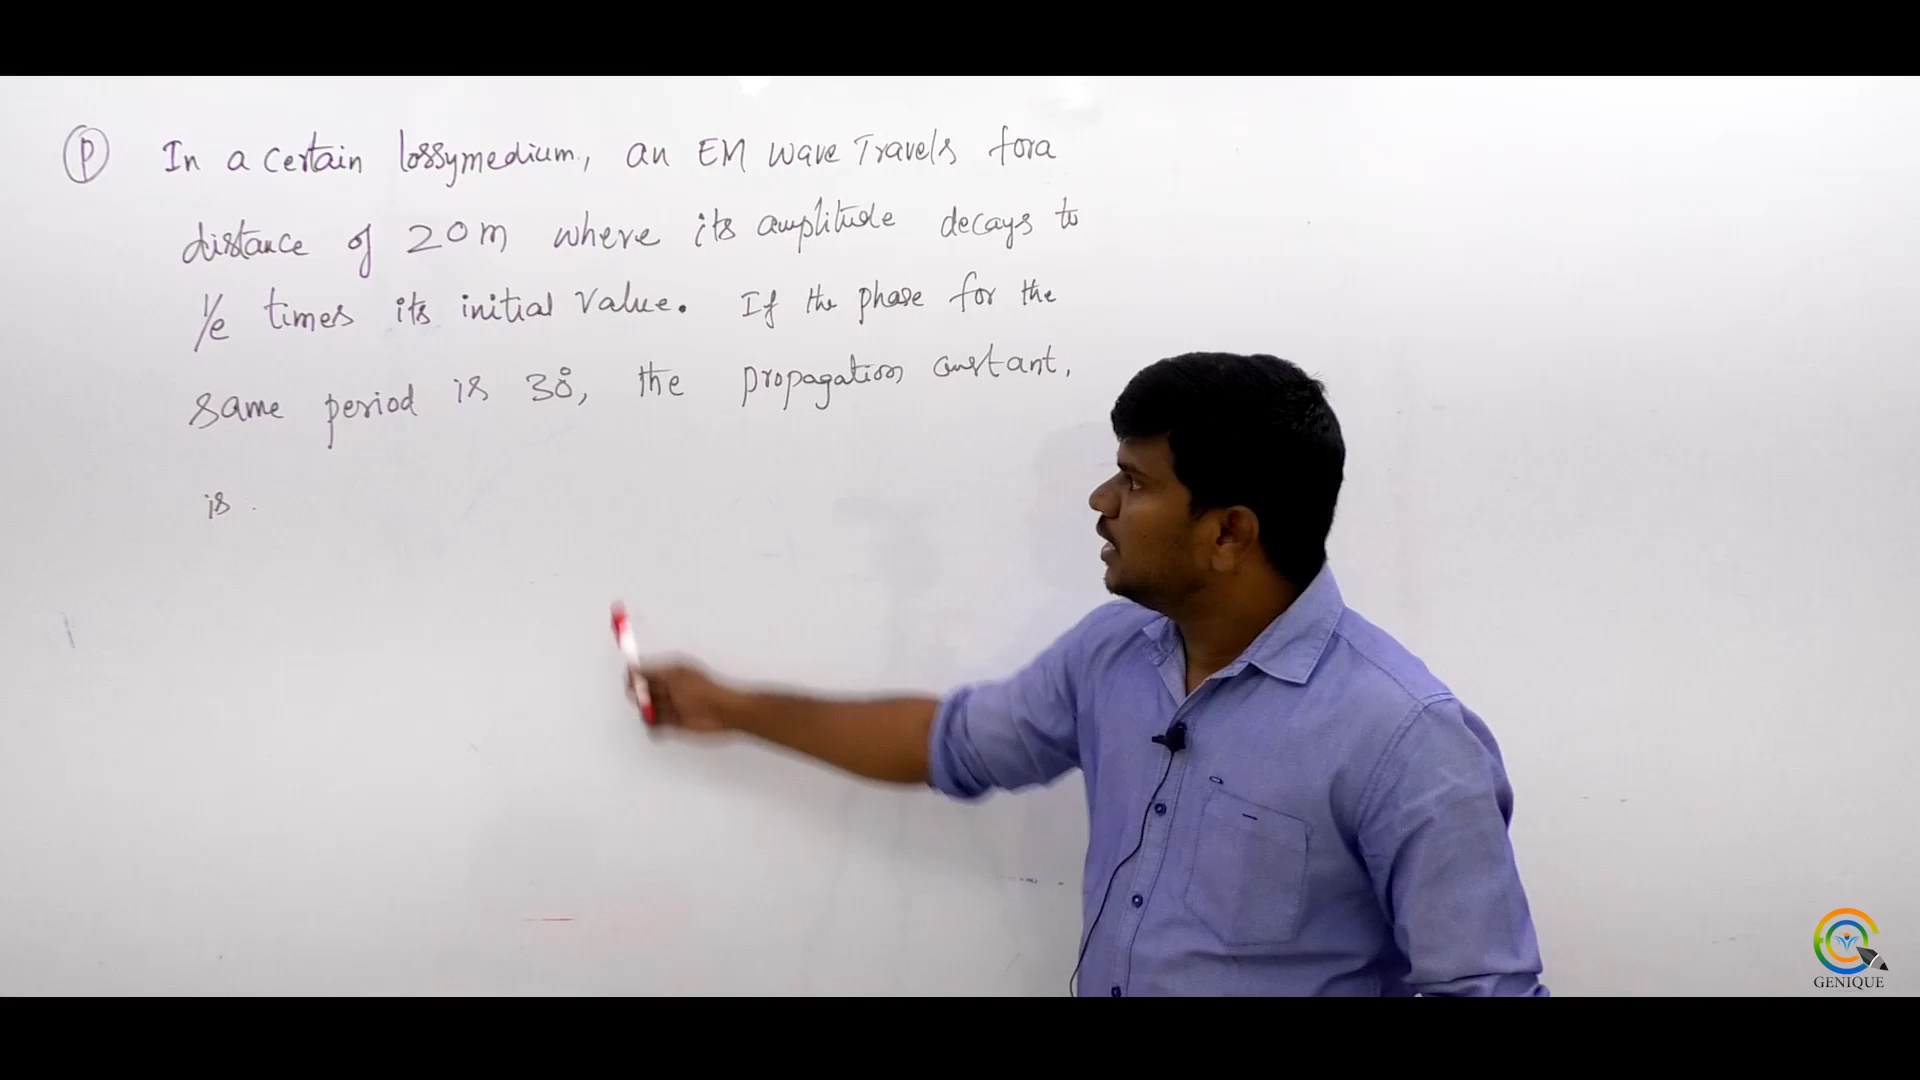 P In a certain lossymedium, an EM wave Travels fora
distance of 20m where its amplitude decays to
1/e times its initial value. If the phase for the
same period is 30°, the propagation constant,
is.
GENIQUE